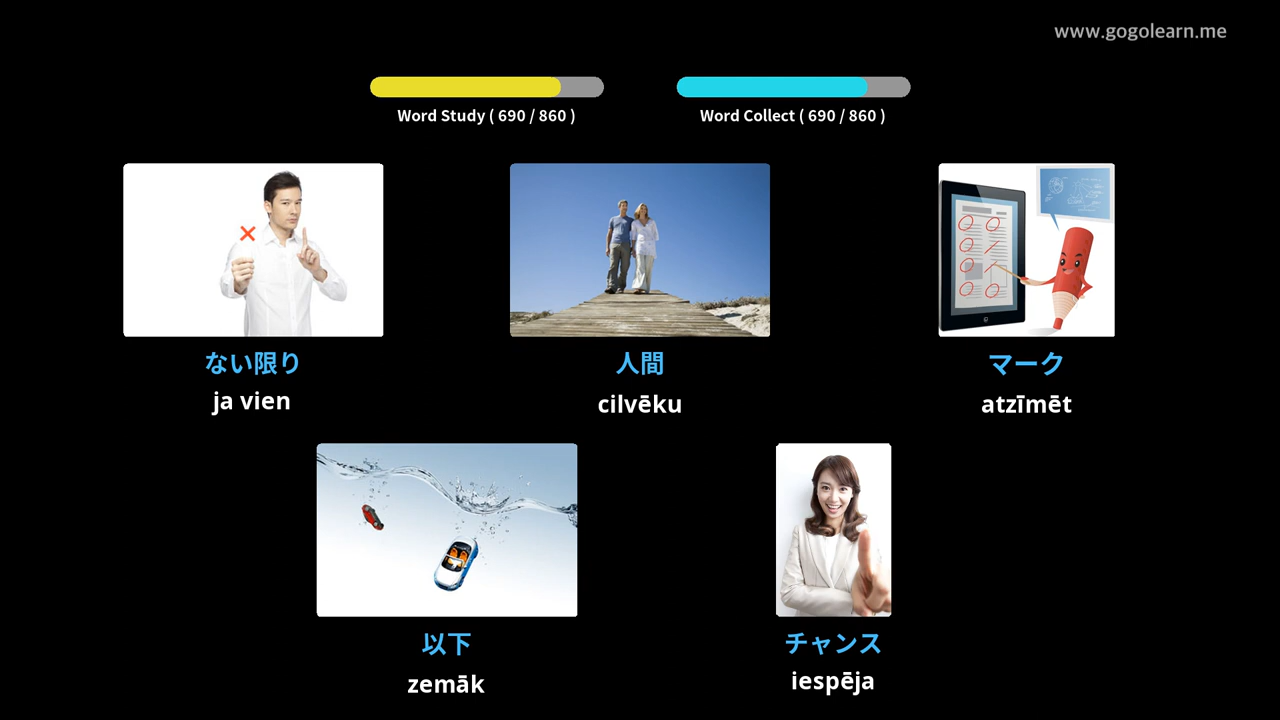 www.gogolearn.me
Word Study ( 690 / 860 )
Word Collect ( 690 / 860 )
ない限り
ja vien
人間
cilvēku
マーク
atzīmēt
以下
zemāk
チャンス
iespēja